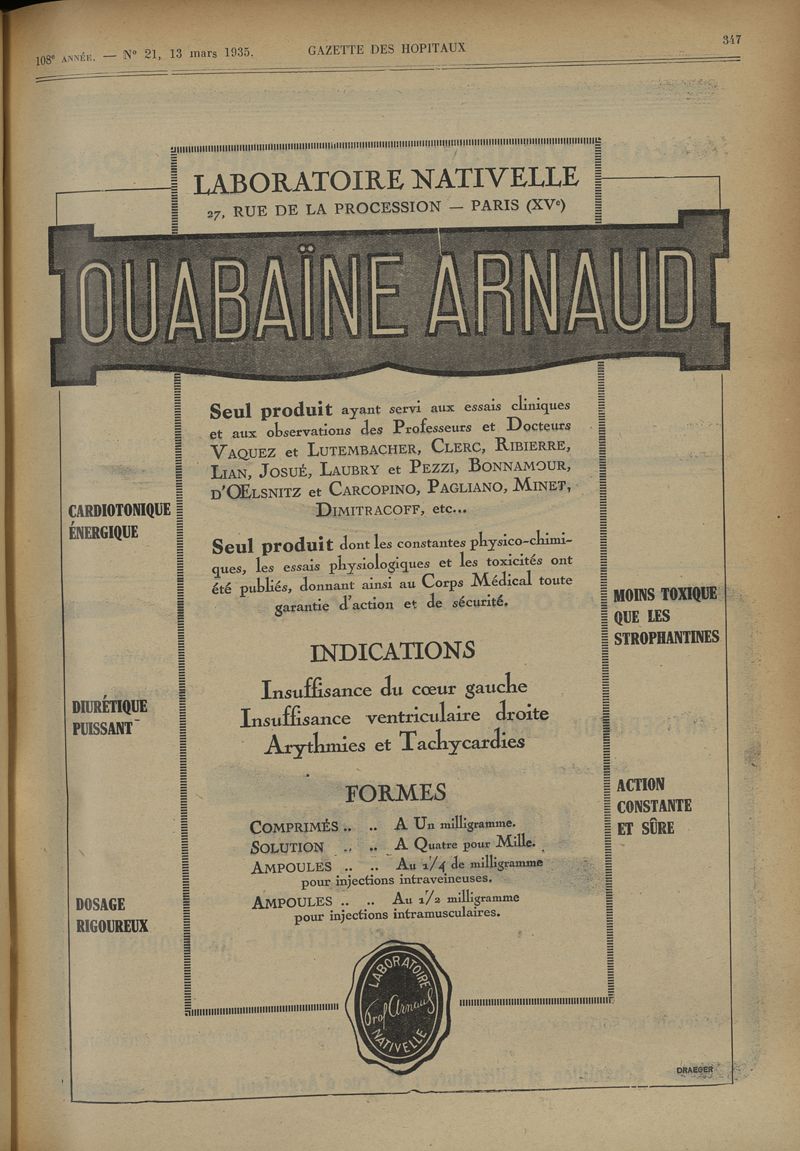 108e ANNÉE. — No 21, 13 mars 1935.
GAZETTE DES HOPITAUX
347
LABORATOIRE NATIVELLE
27, RUE DE LA PROCESSION — PARIS (XVe)
OUABAÏNE ARNAUD
Seul produit ayant servi aux essais cliniques
et aux observations des Professeurs et Docteurs
VAQUEZ et LUTEMBACHER, CLERC, RIBIERRE,
LIAN, JOSUÉ, LAUBRY et PEZZI, BONNAMOUR,
D'ŒLSNITZ et CARCOPINO, PAGLIANO, MINET,
DIMITRACOFF, etc...
Seul produit dont les constantes physico-chimi-
ques, les essais physiologiques et les toxicités ont
été publiés, donnant ainsi au Corps Médical toute
garantie d'action et de sécurité.
CARDIOTONIQUE
ÉNERGIQUE
DIURÉTIQUE
PUISSANT
DOSAGE
RIGOUREUX
INDICATIONS
Insuffisance du cœur gauche
Insuffisance ventriculaire droite
Arythmies et Tachycardies
FORMES
COMPRIMÉS .. .. A Un milligramme.
SOLUTION .. .. A Quatre pour Mille.
AMPOULES .. .. Au 1/4 de milligramme
pour injections intraveineuses.
AMPOULES .. .. Au 1/2 milligramme
pour injections intramusculaires.
MOINS TOXIQUE
QUE LES
STROPHANTINES
ACTION
CONSTANTE
ET SÛRE
LABORATOIRE
Prof Arnaud
NATIVELLE
DRAEGER